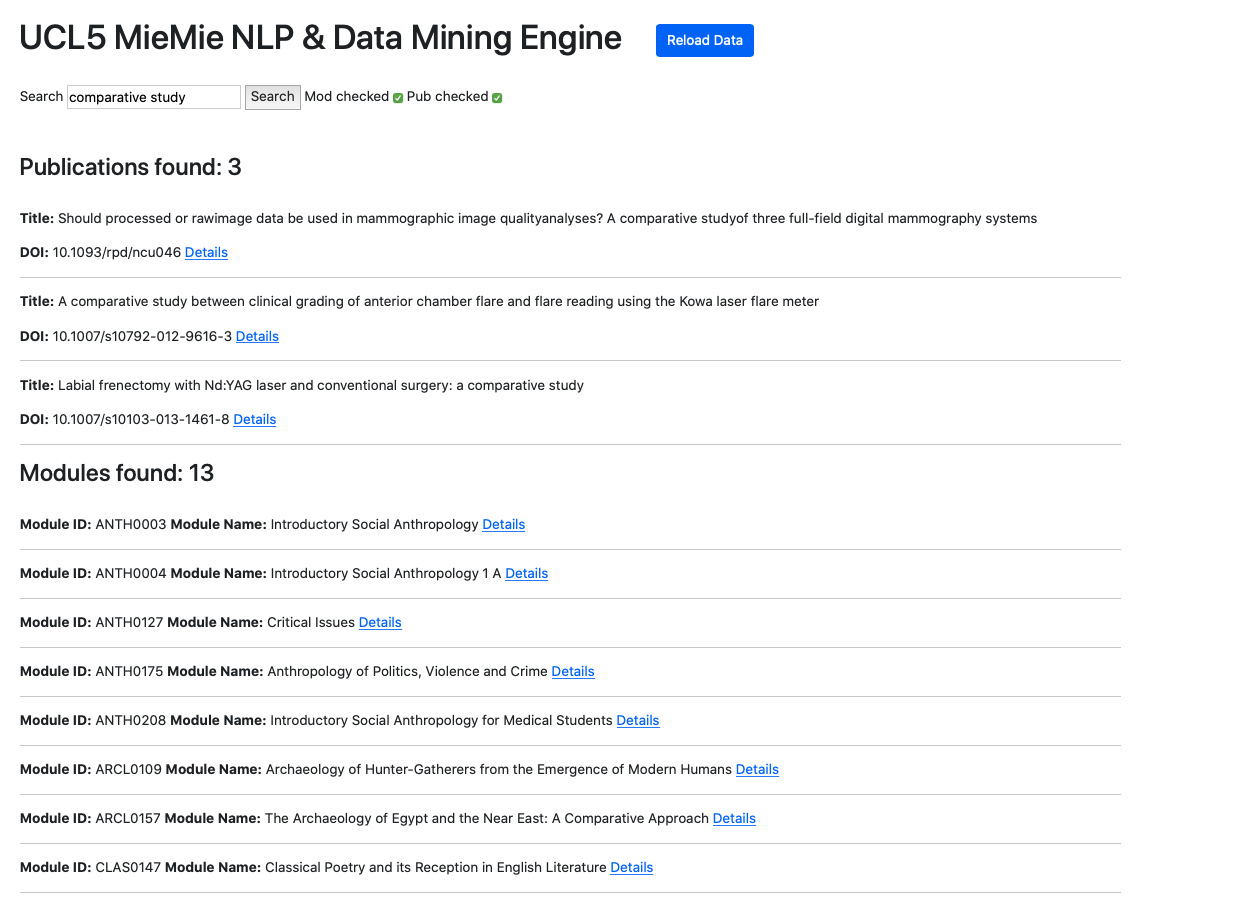 UCL5 MieMie NLP & Data Mining Engine Reload Data
Search comparative study Search Mod checked Pub checked
Publications found: 3
Title: Should processed or rawimage data be used in mammographic image qualityanalyses? A comparative studyof three full-field digital mammography systems
DOI: 10.1093/rpd/ncu046 Details
Title: A comparative study between clinical grading of anterior chamber flare and flare reading using the Kowa laser flare meter
DOI: 10.1007/s10792-012-9616-3 Details
Title: Labial frenectomy with Nd:YAG laser and conventional surgery: a comparative study
DOI: 10.1007/s10103-013-1461-8 Details
Modules found: 13
Module ID: ANTH0003 Module Name: Introductory Social Anthropology Details
Module ID: ANTH0004 Module Name: Introductory Social Anthropology 1 A Details
Module ID: ANTH0127 Module Name: Critical Issues Details
Module ID: ANTH0175 Module Name: Anthropology of Politics, Violence and Crime Details
Module ID: ANTH0208 Module Name: Introductory Social Anthropology for Medical Students Details
Module ID: ARCL0109 Module Name: Archaeology of Hunter-Gatherers from the Emergence of Modern Humans Details
Module ID: ARCL0157 Module Name: The Archaeology of Egypt and the Near East: A Comparative Approach Details
Module ID: CLAS0147 Module Name: Classical Poetry and its Reception in English Literature Details